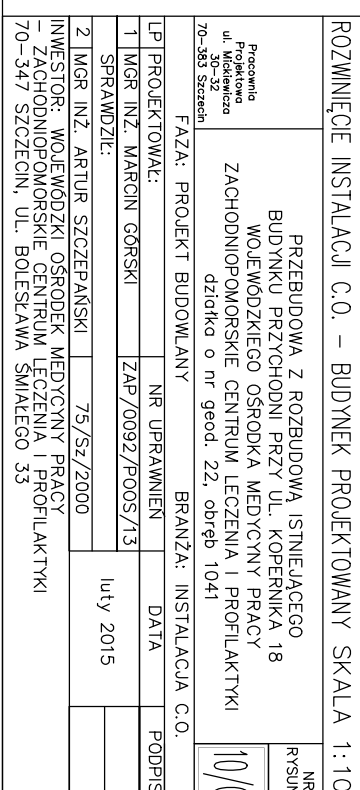 ROZWINIĘCIE INSTALACJI C.O. – BUDYNEK PROJEKTOWANY SKALA 1:10
Pracownia
Projektowa
ul. Mickiewicza
30–32
70–383 Szczecin
PRZEBUDOWA Z ROZBUDOWĄ ISTNIEJĄCEGO
BUDYNKU PRZYCHODNI PRZY UL. KOPERNIKA 18
WOJEWÓDZKIEGO OŚRODKA MEDYCYNY PRACY
ZACHODNIOPOMORSKIE CENTRUM LECZENIA I PROFILAKTYKI
działka o nr geod. 22, obręb 1041
NR
RYSUN
10/
FAZA: PROJEKT BUDOWLANY BRANŻA: INSTALACJA C.O.
LP PROJEKTOWAŁ: NR UPRAWNIEŃ DATA PODPIS
1 MGR INŻ. MARCIN GÓRSKI ZAP/0092/POOS/13 luty 2015
SPRAWDZIŁ:
2 MGR INŻ. ARTUR SZCZEPAŃSKI 75/Sz/2000
INWESTOR: WOJEWÓDZKI OŚRODEK MEDYCYNY PRACY
– ZACHODNIOPOMORSKIE CENTRUM LECZENIA I PROFILAKTYKI
70–347 SZCZECIN, UL. BOLESŁAWA ŚMIAŁEGO 33